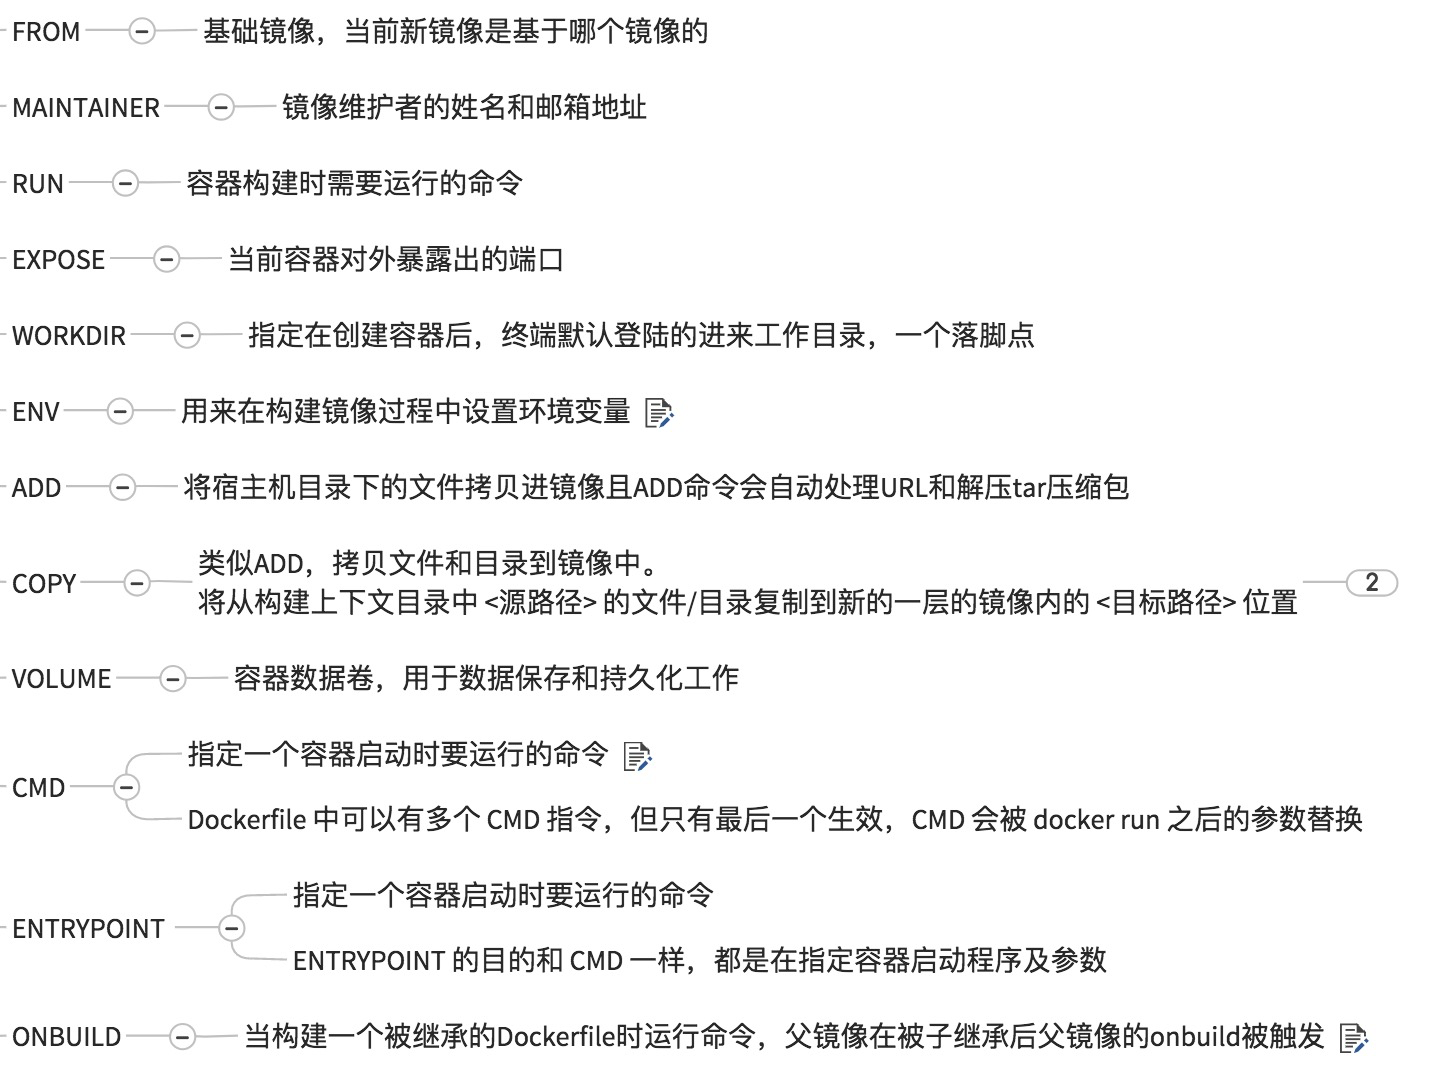 FROM 基础镜像，当前新镜像是基于哪个镜像的
MAINTAINER 镜像维护者的姓名和邮箱地址
RUN 容器构建时需要运行的命令
EXPOSE 当前容器对外暴露出的端口
WORKDIR 指定在创建容器后，终端默认登陆的进来工作目录，一个落脚点
ENV 用来在构建镜像过程中设置环境变量
ADD 将宿主机目录下的文件拷贝进镜像且ADD命令会自动处理URL和解压tar压缩包
COPY
类似ADD，拷贝文件和目录到镜像中。
将从构建上下文目录中 <源路径> 的文件/目录复制到新的一层的镜像内的 <目标路径> 位置
2
VOLUME 容器数据卷，用于数据保存和持久化工作
CMD
指定一个容器启动时要运行的命令
Dockerfile 中可以有多个 CMD 指令，但只有最后一个生效，CMD 会被 docker run 之后的参数替换
ENTRYPOINT
指定一个容器启动时要运行的命令
ENTRYPOINT 的目的和 CMD 一样，都是在指定容器启动程序及参数
ONBUILD 当构建一个被继承的Dockerfile时运行命令，父镜像在被子继承后父镜像的onbuild被触发